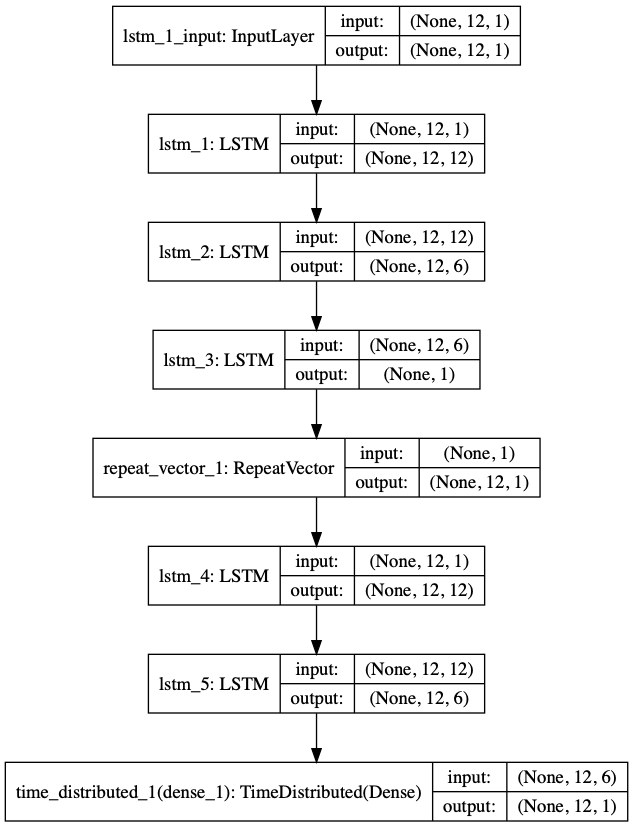 lstm_1_input: InputLayer
input: (None, 12, 1)
output: (None, 12, 1)
lstm_1: LSTM
input: (None, 12, 1)
output: (None, 12, 12)
lstm_2: LSTM
input: (None, 12, 12)
output: (None, 12, 6)
lstm_3: LSTM
input: (None, 12, 6)
output: (None, 1)
repeat_vector_1: RepeatVector
input: (None, 1)
output: (None, 12, 1)
lstm_4: LSTM
input: (None, 12, 1)
output: (None, 12, 12)
lstm_5: LSTM
input: (None, 12, 12)
output: (None, 12, 6)
time_distributed_1(dense_1): TimeDistributed(Dense)
input: (None, 12, 6)
output: (None, 12, 1)